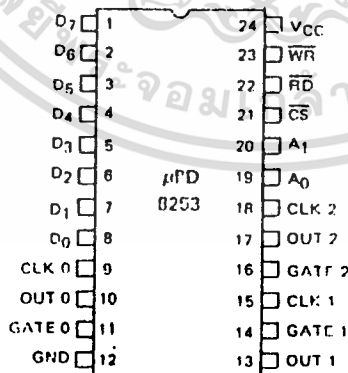 D7 1 24 VCC
D6 2 23 WR
D5 3 22 RD
D4 4 21 CS
D3 5 20 A1
D2 6 μPD 19 A0
D1 7 8253 18 CLK 2
D0 8 17 OUT 2
CLK 0 9 16 GATE 2
OUT 0 10 15 CLK 1
GATE 0 11 14 GATE 1
GND 12 13 OUT 1